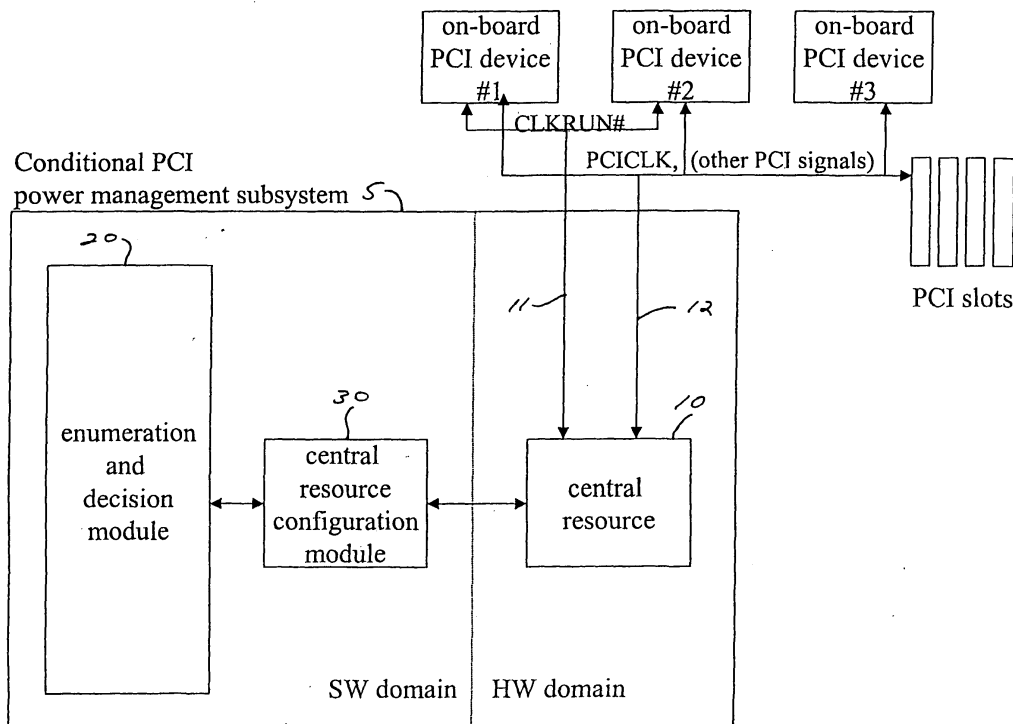 on-board
PCI device
#1
on-board
PCI device
#2
on-board
PCI device
#3
CLKRUN#
PCICLK, (other PCI signals)
Conditional PCI
power management subsystem 5
PCI slots
20
11
12
30
10
enumeration
and
decision
module
central
resource
configuration
module
central
resource
SW domain
HW domain